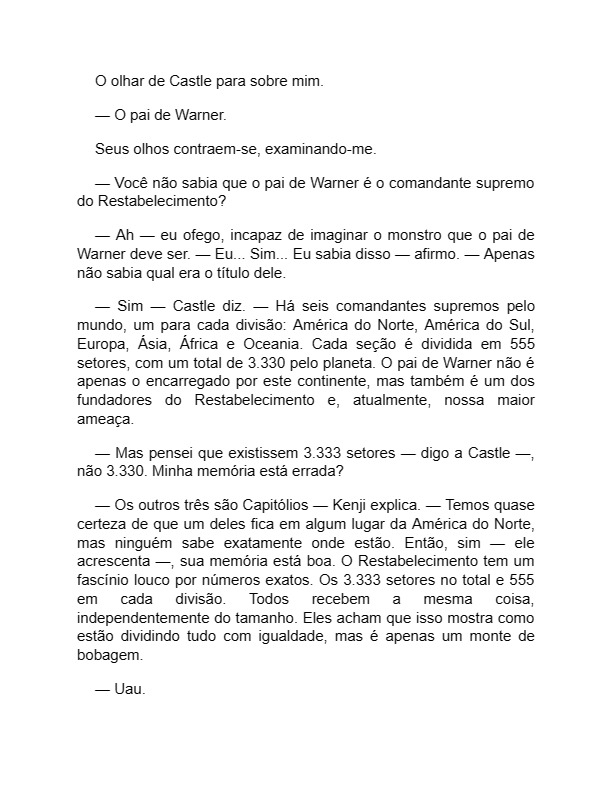 O olhar de Castle para sobre mim.
— O pai de Warner.
Seus olhos contraem-se, examinando-me.
— Você não sabia que o pai de Warner é o comandante supremo
do Restabelecimento?
— Ah — eu ofego, incapaz de imaginar o monstro que o pai de
Warner deve ser. — Eu... Sim... Eu sabia disso — afirmo. — Apenas
não sabia qual era o título dele.
— Sim — Castle diz. — Há seis comandantes supremos pelo
mundo, um para cada divisão: América do Norte, América do Sul,
Europa, Ásia, África e Oceania. Cada seção é dividida em 555
setores, com um total de 3.330 pelo planeta. O pai de Warner não é
apenas o encarregado por este continente, mas também é um dos
fundadores do Restabelecimento e, atualmente, nossa maior
ameaça.
— Mas pensei que existissem 3.333 setores — digo a Castle —,
não 3.330. Minha memória está errada?
— Os outros três são Capitólios — Kenji explica. — Temos quase
certeza de que um deles fica em algum lugar da América do Norte,
mas ninguém sabe exatamente onde estão. Então, sim — ele
acrescenta —, sua memória está boa. O Restabelecimento tem um
fascínio louco por números exatos. Os 3.333 setores no total e 555
em cada divisão. Todos recebem a mesma coisa,
independentemente do tamanho. Eles acham que isso mostra como
estão dividindo tudo com igualdade, mas é apenas um monte de
bobagem.
— Uau.